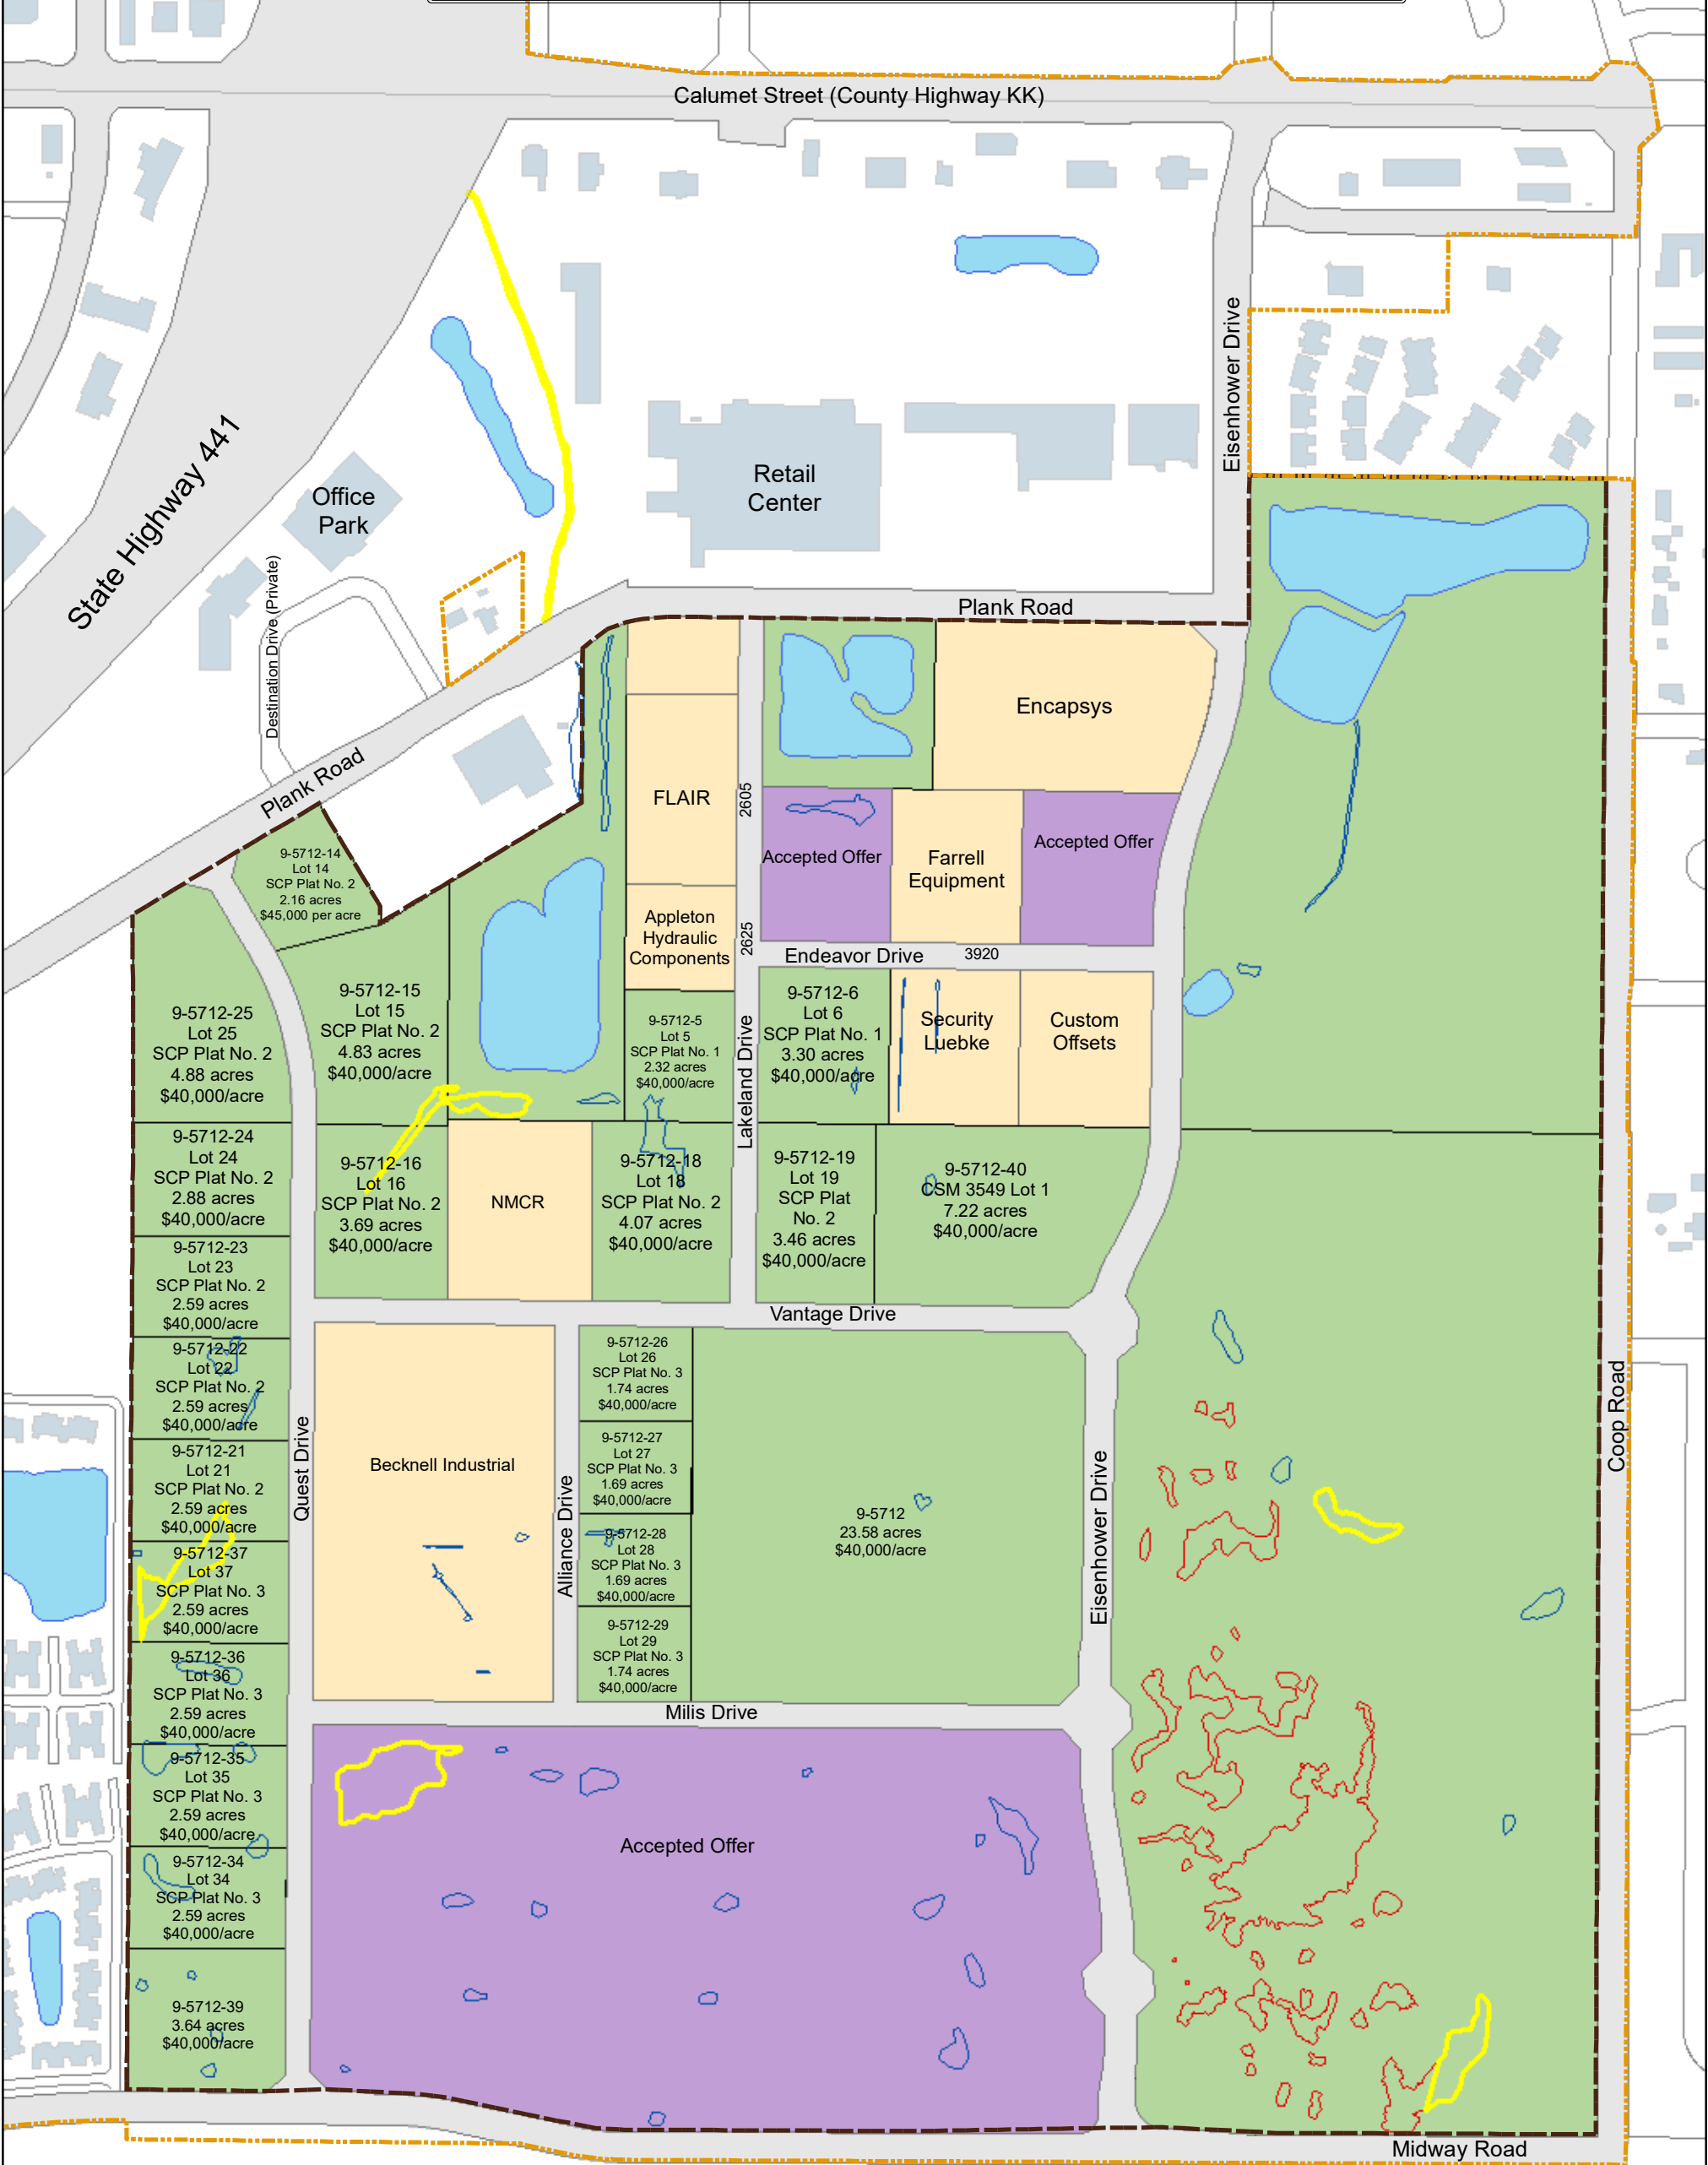 Calumet Street (County Highway KK)
Eisenhower Drive
State Highway 441
Office
Park
Retail
Center
Destination Drive (Private)
Plank Road
Plank Road
Encapsys
FLAIR
2605
Accepted Offer
Farrell
Equipment
Accepted Offer
9-5712-14
Lot 14
SCP Plat No. 2
2.16 acres
$45,000 per acre
Appleton
Hydraulic
Components
2625
Endeavor Drive
3920
9-5712-25
Lot 25
SCP Plat No. 2
4.88 acres
$40,000/acre
9-5712-15
Lot 15
SCP Plat No. 2
4.83 acres
$40,000/acre
9-5712-5
Lot 5
SCP Plat No. 1
2.32 acres
$40,000/acre
Lakeland Drive
9-5712-6
Lot 6
SCP Plat No. 1
3.30 acres
$40,000/acre
Security
Luebke
Custom
Offsets
9-5712-24
Lot 24
SCP Plat No. 2
2.88 acres
$40,000/acre
9-5712-16
Lot 16
SCP Plat No. 2
3.69 acres
$40,000/acre
NMCR
9-5712-18
Lot 18
SCP Plat No. 2
4.07 acres
$40,000/acre
9-5712-19
Lot 19
SCP Plat
No. 2
3.46 acres
$40,000/acre
9-5712-40
CSM 3549 Lot 1
7.22 acres
$40,000/acre
9-5712-23
Lot 23
SCP Plat No. 2
2.59 acres
$40,000/acre
Vantage Drive
9-5712-22
Lot 22
SCP Plat No. 2
2.59 acres
$40,000/acre
9-5712-26
Lot 26
SCP Plat No. 3
1.74 acres
$40,000/acre
Coop Road
Quest Drive
Becknell Industrial
9-5712-21
Lot 21
SCP Plat No. 2
2.59 acres
$40,000/acre
9-5712-27
Lot 27
SCP Plat No. 3
1.69 acres
$40,000/acre
Alliance Drive
9-5712
23.58 acres
$40,000/acre
Eisenhower Drive
9-5712-37
Lot 37
SCP Plat No. 3
2.59 acres
$40,000/acre
9-5712-28
Lot 28
SCP Plat No. 3
1.69 acres
$40,000/acre
9-5712-29
Lot 29
SCP Plat No. 3
1.74 acres
$40,000/acre
9-5712-36
Lot 36
SCP Plat No. 3
2.59 acres
$40,000/acre
Milis Drive
9-5712-35
Lot 35
SCP Plat No. 3
2.59 acres
$40,000/acre
Accepted Offer
9-5712-34
Lot 34
SCP Plat No. 3
2.59 acres
$40,000/acre
9-5712-39
3.64 acres
$40,000/acre
Midway Road